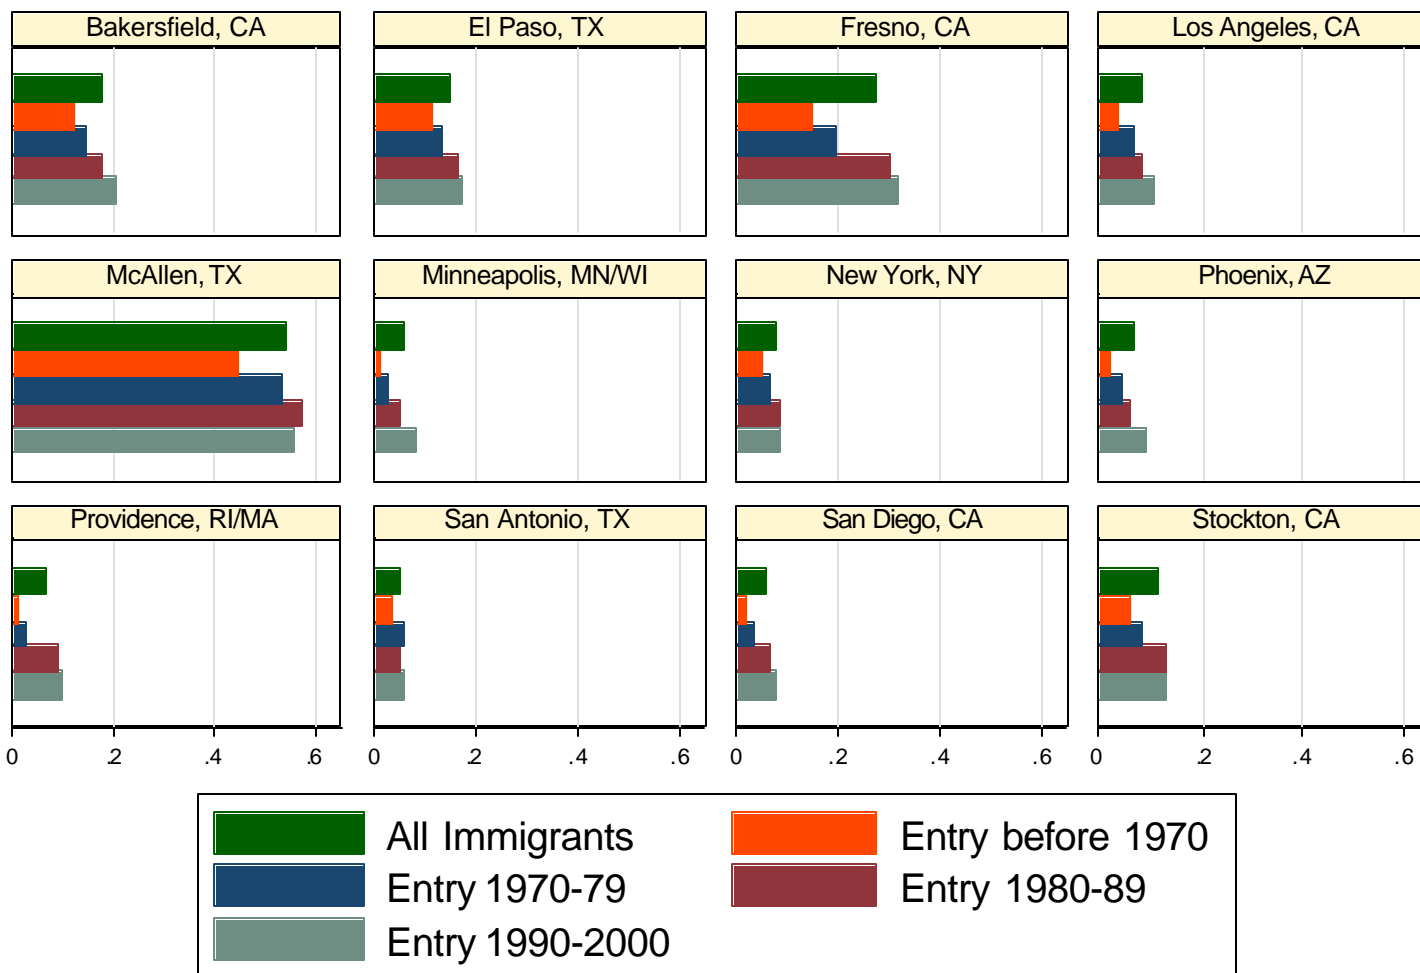 Bakersfield, CA
El Paso, TX
Fresno, CA
Los Angeles, CA
McAllen, TX
Minneapolis, MN/WI
New York, NY
Phoenix, AZ
Providence, RI/MA
San Antonio, TX
San Diego, CA
Stockton, CA
0 .2 .4 .6
0 .2 .4 .6
0 .2 .4 .6
0 .2 .4 .6
All Immigrants
Entry before 1970
Entry 1970-79
Entry 1980-89
Entry 1990-2000